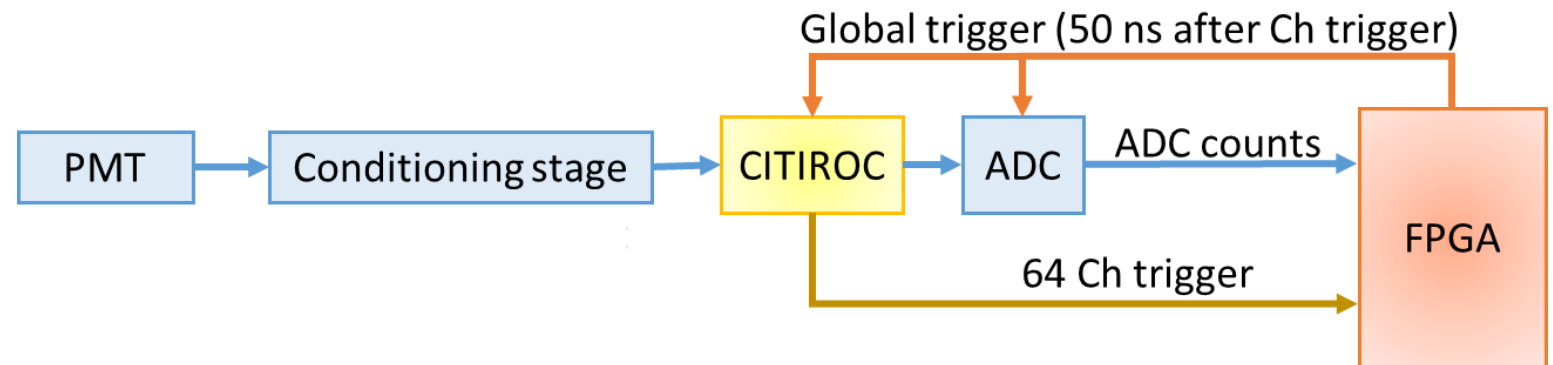 Global trigger (50 ns after Ch trigger)
PMT
Conditioning stage
CITIROC
ADC
ADC counts
FPGA
64 Ch trigger